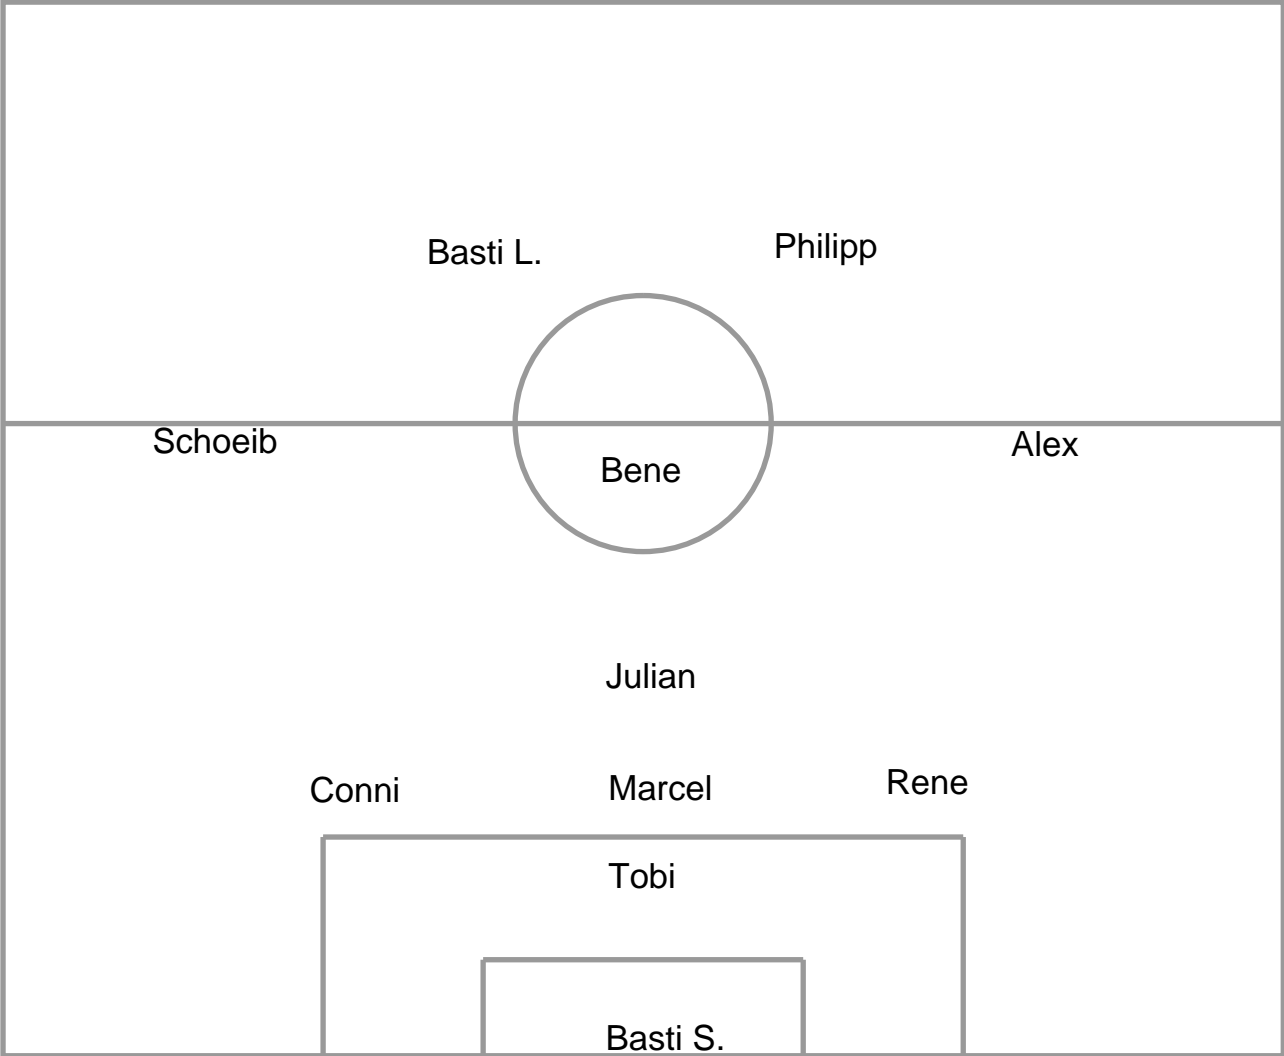 Basti L.
Philipp
Schoeib
Alex
Bene
Julian
Conni
Marcel
Rene
Tobi
Basti S.